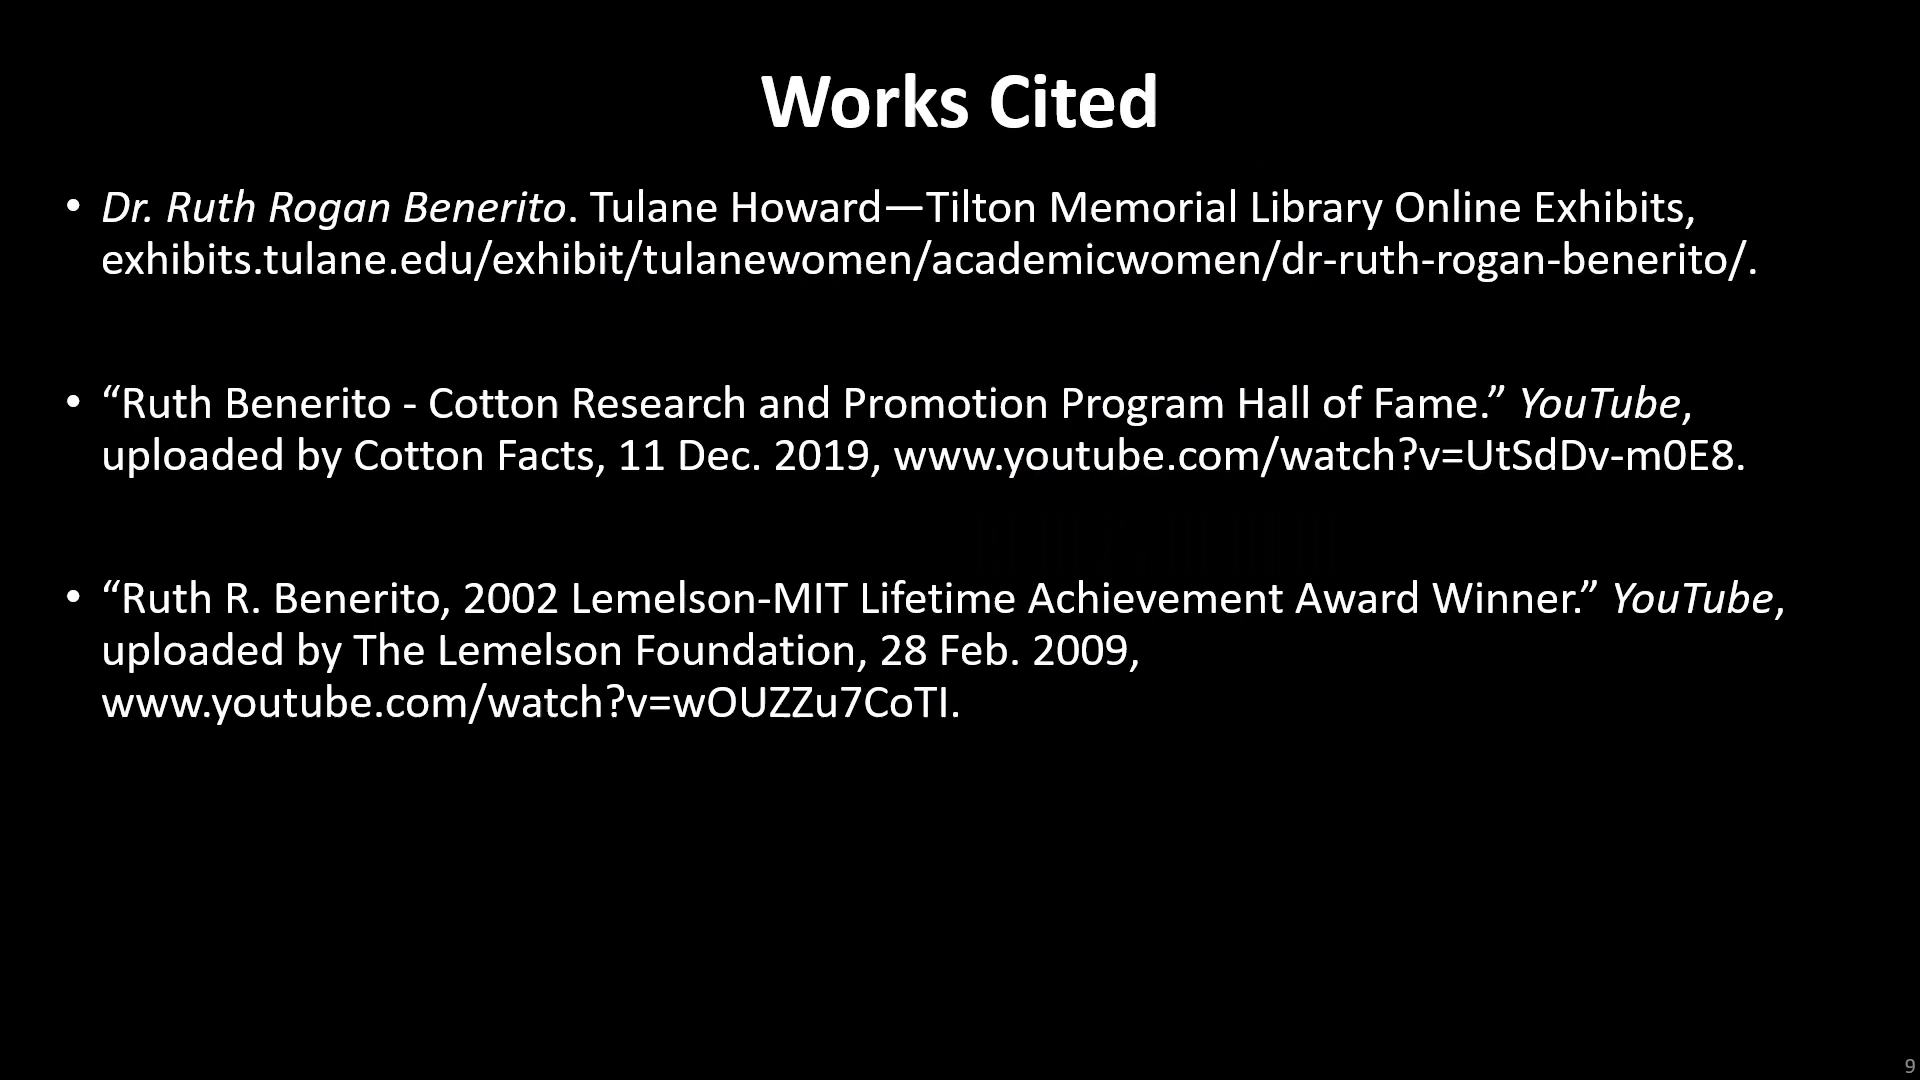 Works Cited
• Dr. Ruth Rogan Benerito. Tulane Howard—Tilton Memorial Library Online Exhibits,
exhibits.tulane.edu/exhibit/tulanewomen/academicwomen/dr-ruth-rogan-benerito/.
• “Ruth Benerito - Cotton Research and Promotion Program Hall of Fame.” YouTube,
uploaded by Cotton Facts, 11 Dec. 2019, www.youtube.com/watch?v=UtSdDv-m0E8.
• “Ruth R. Benerito, 2002 Lemelson-MIT Lifetime Achievement Award Winner.” YouTube,
uploaded by The Lemelson Foundation, 28 Feb. 2009,
www.youtube.com/watch?v=wOUZZu7CoTI.
9